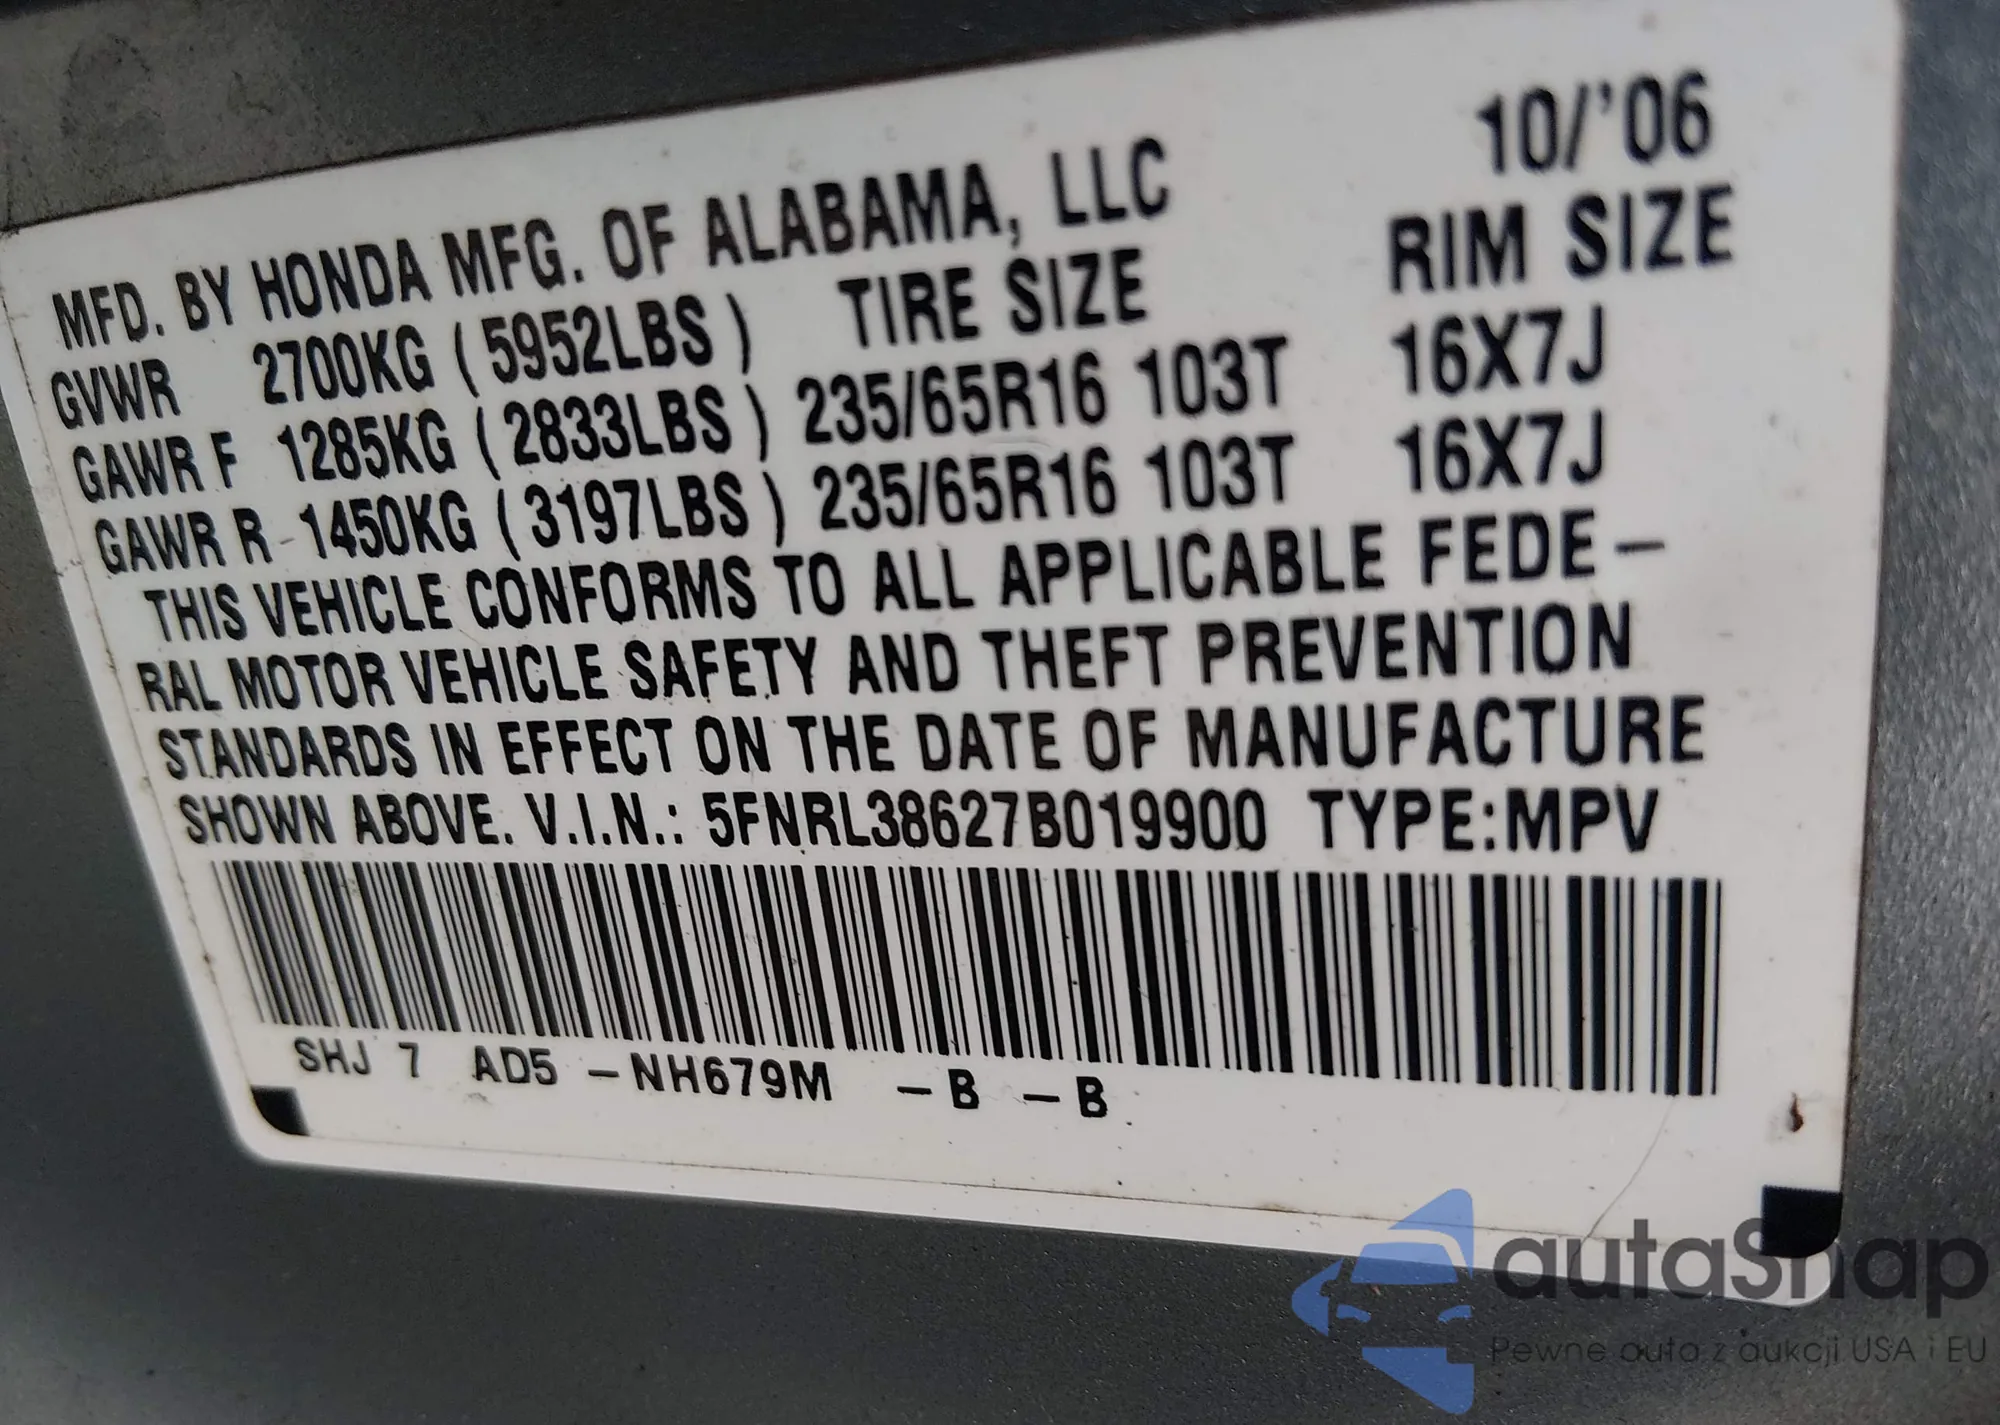 10/'06
MFD. BY HONDA MFG. OF ALABAMA, LLC
GVWR 2700KG ( 5952LBS ) TIRE SIZE RIM SIZE
GAWR F 1285KG ( 2833LBS ) 235/65R16 103T 16X7J
GAWR R - 1450KG ( 3197LBS ) 235/65R16 103T 16X7J
THIS VEHICLE CONFORMS TO ALL APPLICABLE FEDE-
RAL MOTOR VEHICLE SAFETY AND THEFT PREVENTION
STANDARDS IN EFFECT ON THE DATE OF MANUFACTURE
SHOWN ABOVE. V.I.N.: 5FNRL38627B019900 TYPE:MPV
SHJ 7 AD5 -NH679M -B -B
autoSnap
Pewne auto z aukcji USA i EU